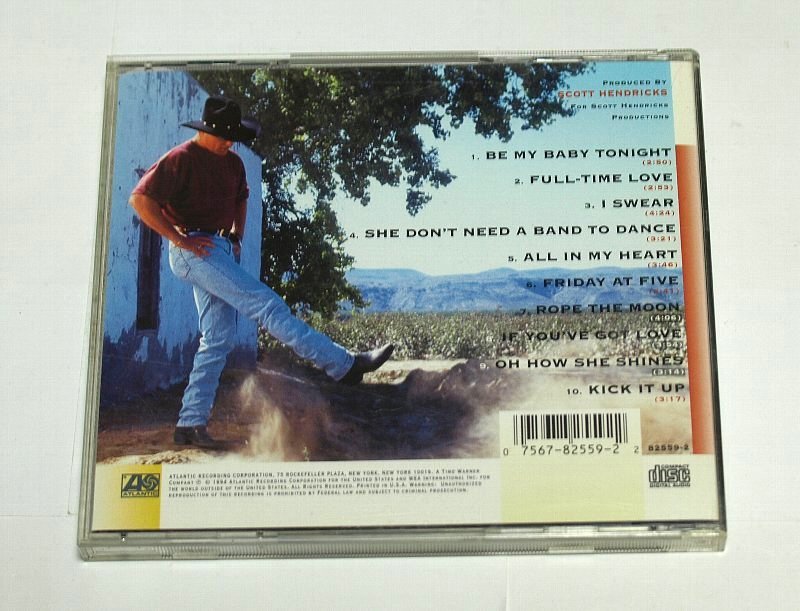 PRODUCED BY
SCOTT HENDRICKS
FOR SCOTT HENDRICKS
PRODUCTIONS
1. BE MY BABY TONIGHT
(2:50)
2. FULL-TIME LOVE
(2:53)
3. I SWEAR
(4:24)
4. SHE DON'T NEED A BAND TO DANCE
(3:21)
5. ALL IN MY HEART
(3:46)
6. FRIDAY AT FIVE
7. ROPE THE MOON
(4:06)
IF YOU'VE GOT LOVE
(3:54)
9. OH HOW SHE SHINES
(3:14)
10. KICK IT UP
(3:17)
0 7567-82559-2 2
82559-2
ATLANTIC
ATLANTIC RECORDING CORPORATION, 75 ROCKEFELLER PLAZA, NEW YORK, NEW YORK 10019. A TIME WARNER
COMPANY ℗ © 1994 ATLANTIC RECORDING CORPORATION FOR THE UNITED STATES AND WEA INTERNATIONAL INC. FOR
THE WORLD OUTSIDE OF THE UNITED STATES. ALL RIGHTS RESERVED. PRINTED IN U.S.A. WARNING: UNAUTHORIZED
REPRODUCTION OF THIS RECORDING IS PROHIBITED BY FEDERAL LAW AND SUBJECT TO CRIMINAL PROSECUTION.
COMPACT
disc
DIGITAL AUDIO